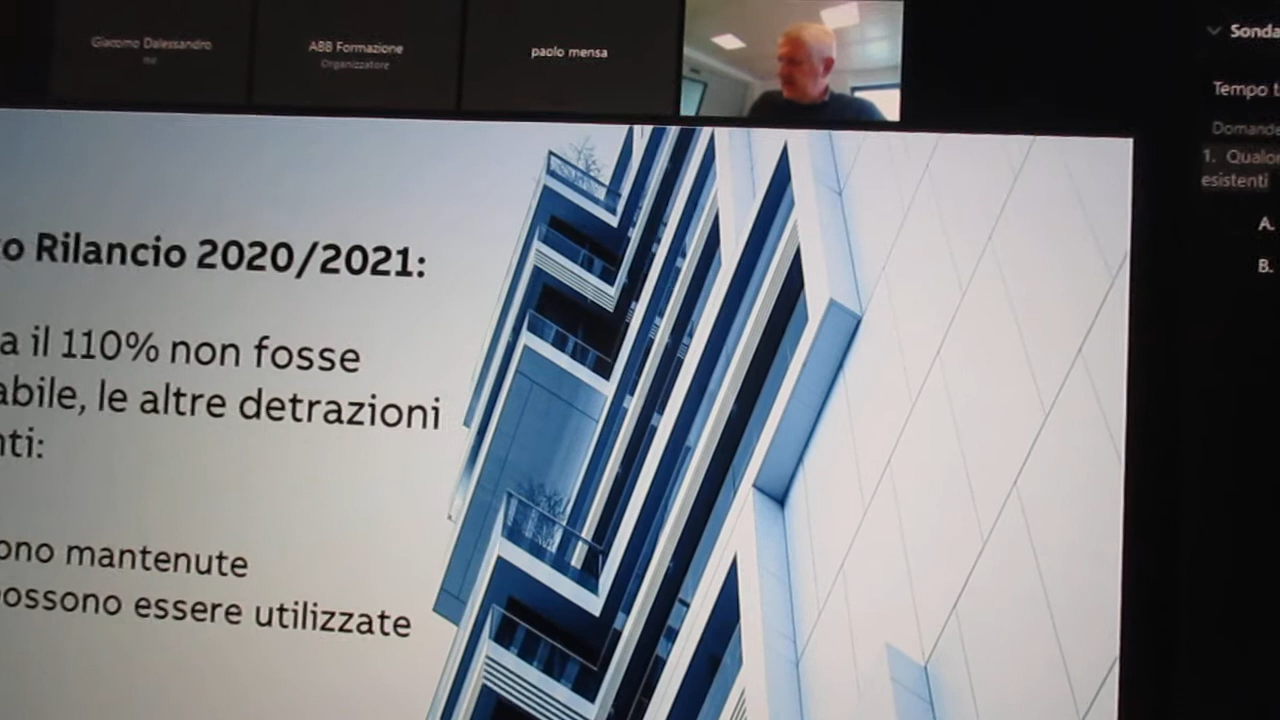 Giacomo Dalessandro
ABB Formazione
Organizzatore
paolo mensa
Sonda
Tempo t
Domande
1. Qualor
esistenti
A.
B.
o Rilancio 2020/2021:
a il 110% non fosse
abile, le altre detrazioni
nti:
ono mantenute
ossono essere utilizzate